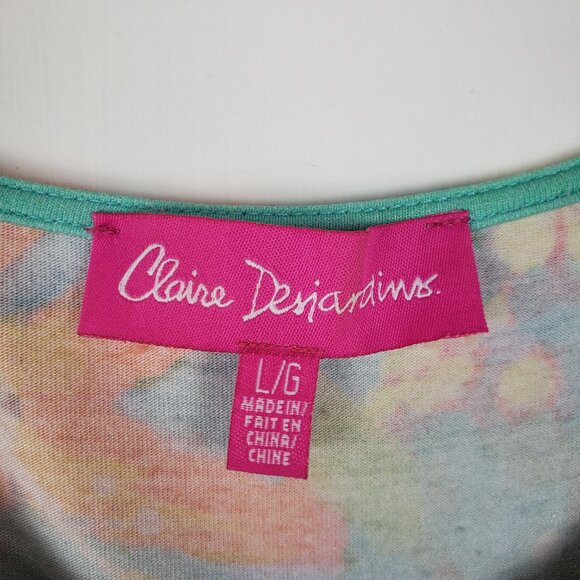 Claire Desjardins.
L/G
MADE IN/
FAIT EN
CHINA/
CHINE